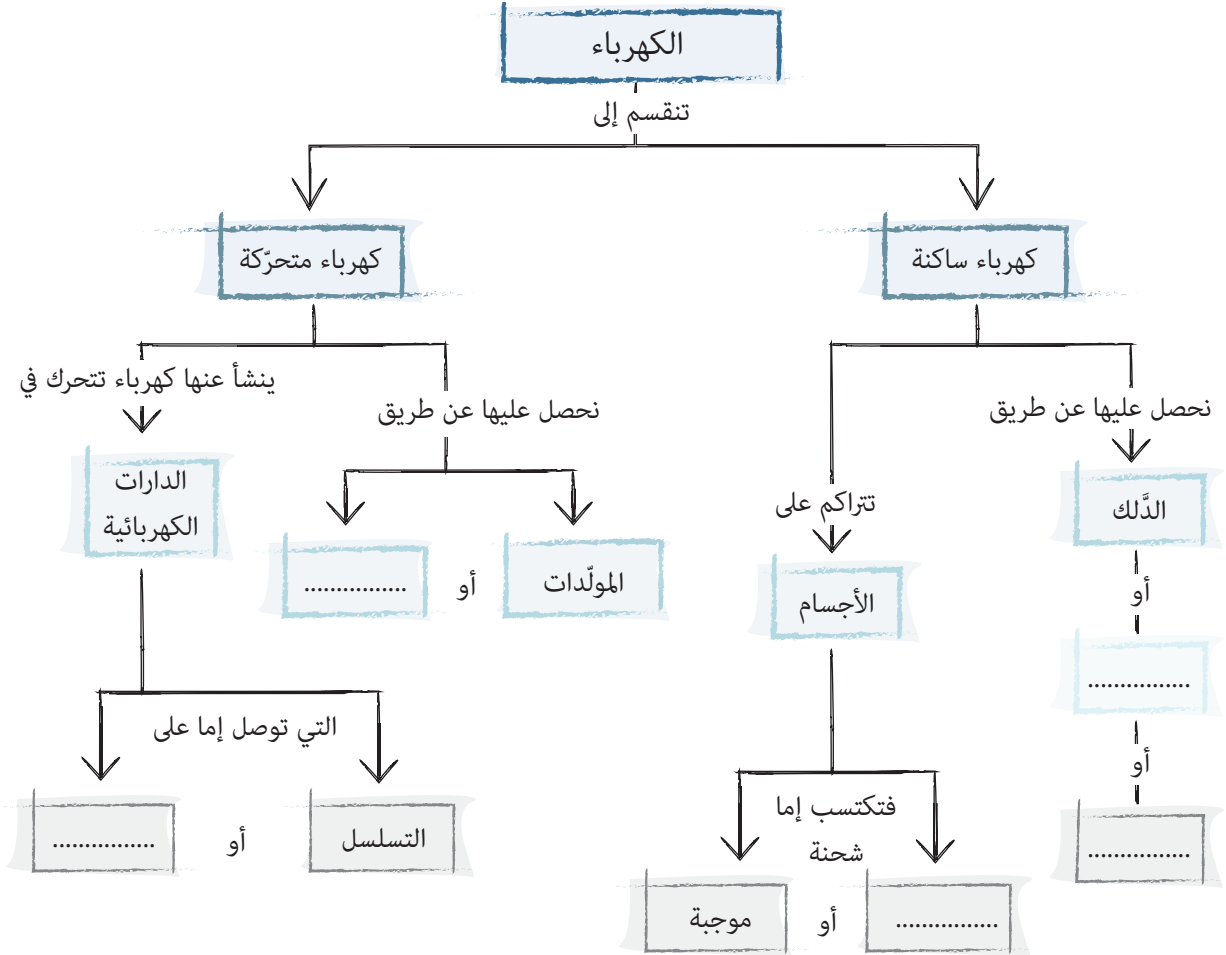 الكهرباء
تنقسم إلى
كهرباء ساكنة
كهرباء متحرّكة
نحصل عليها عن طريق
الدَّلك
أو
................
أو
................
تتراكم على
الأجسام
فتكتسب إما
شحنة
................
أو
موجبة
نحصل عليها عن طريق
المولّدات
أو
................
ينشأ عنها كهرباء تتحرك في
الدارات
الكهربائية
التي توصل إما على
التسلسل
أو
................